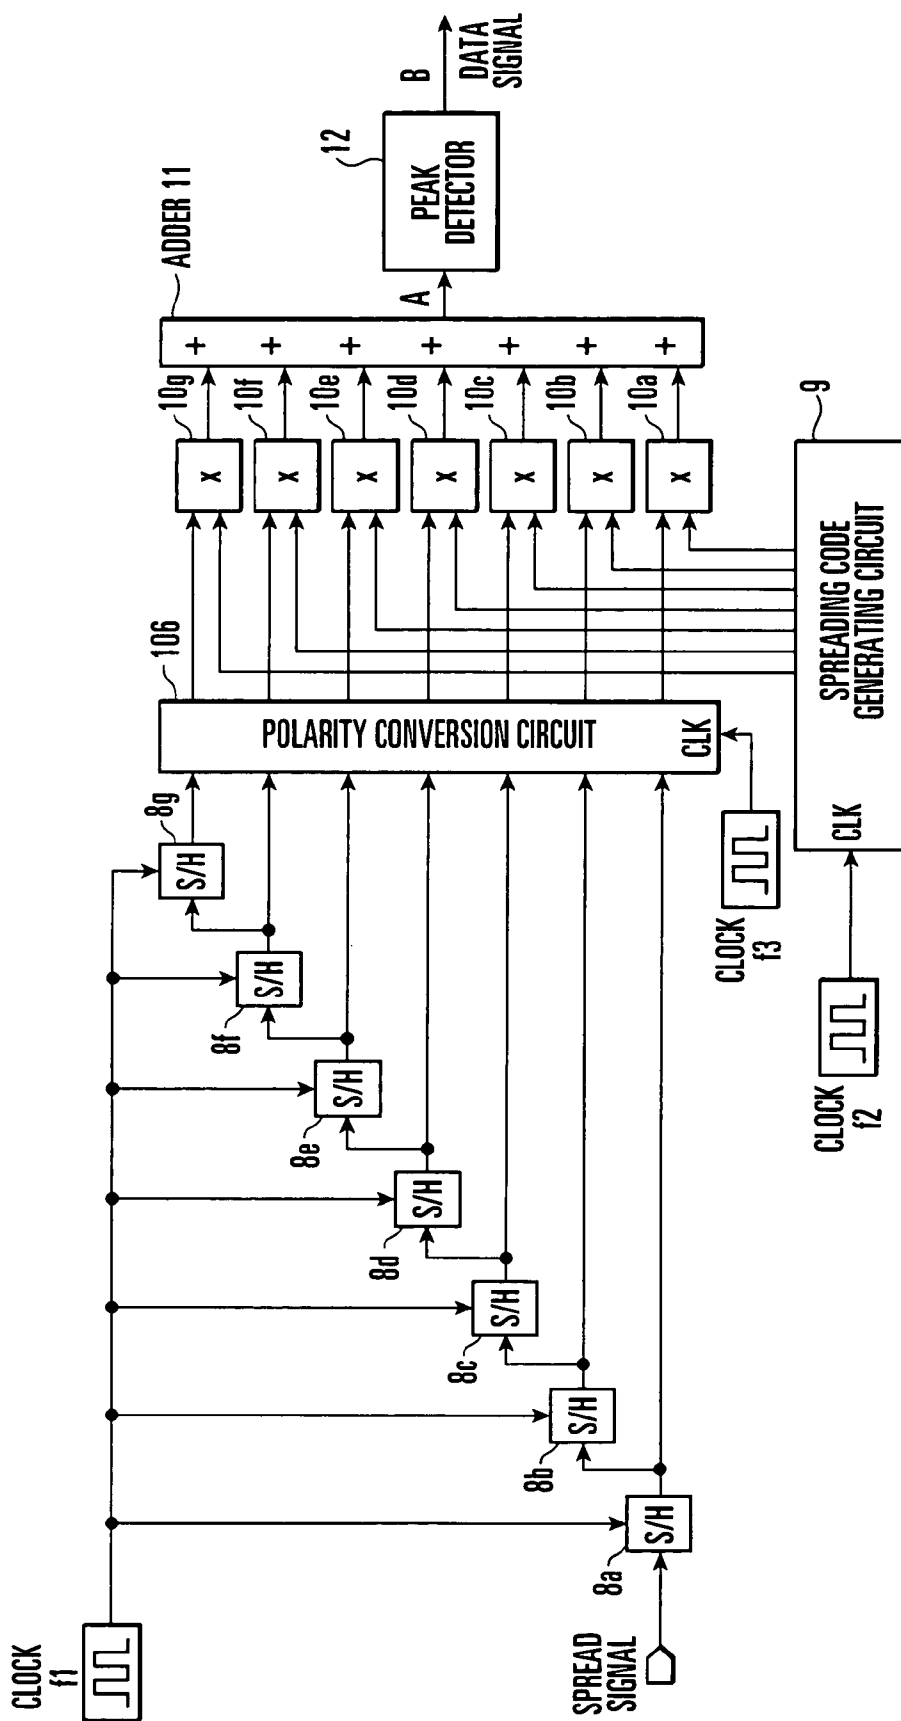 CLOCK
f1
SPREAD
SIGNAL
8a
S/H
8b
S/H
8c
S/H
8d
S/H
8e
S/H
8f
S/H
8g
S/H
106
POLARITY CONVERSION CIRCUIT
CLK
CLOCK
f3
CLOCK
f2
CLK
SPREADING CODE
GENERATING CIRCUIT
9
10g
X
10f
X
10e
X
10d
X
10c
X
10b
X
10a
X
ADDER 11
+
+
+
+
+
+
+
A
12
PEAK
DETECTOR
B
DATA
SIGNAL